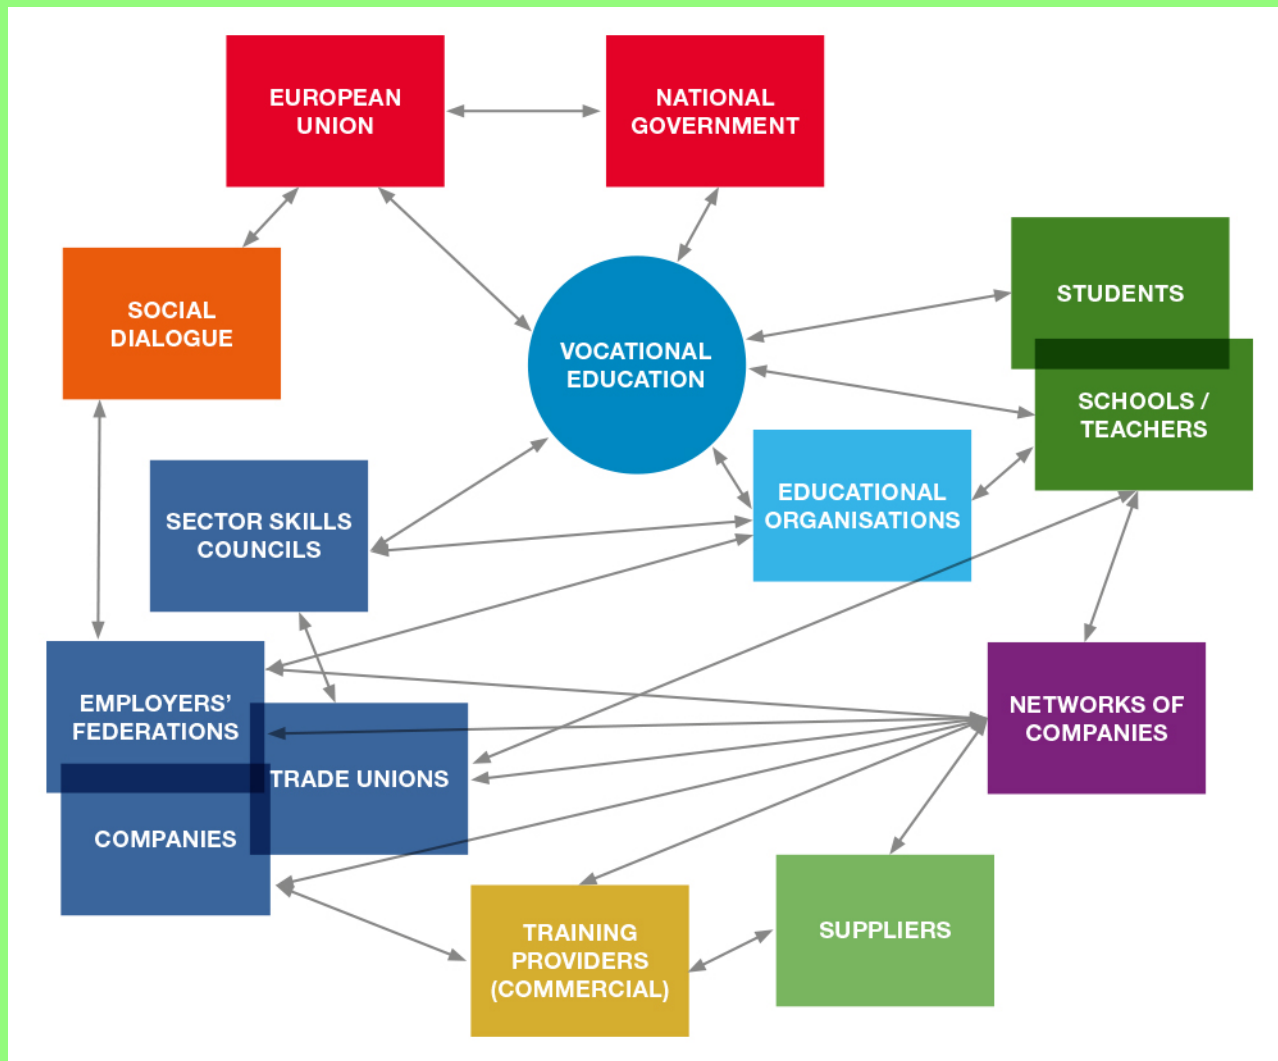 EUROPEAN
UNION
NATIONAL
GOVERNMENT
SOCIAL
DIALOGUE
VOCATIONAL
EDUCATION
STUDENTS
SCHOOLS /
TEACHERS
SECTOR SKILLS
COUNCILS
EDUCATIONAL
ORGANISATIONS
EMPLOYERS’
FEDERATIONS
TRADE UNIONS
COMPANIES
NETWORKS OF
COMPANIES
TRAINING
PROVIDERS
(COMMERCIAL)
SUPPLIERS